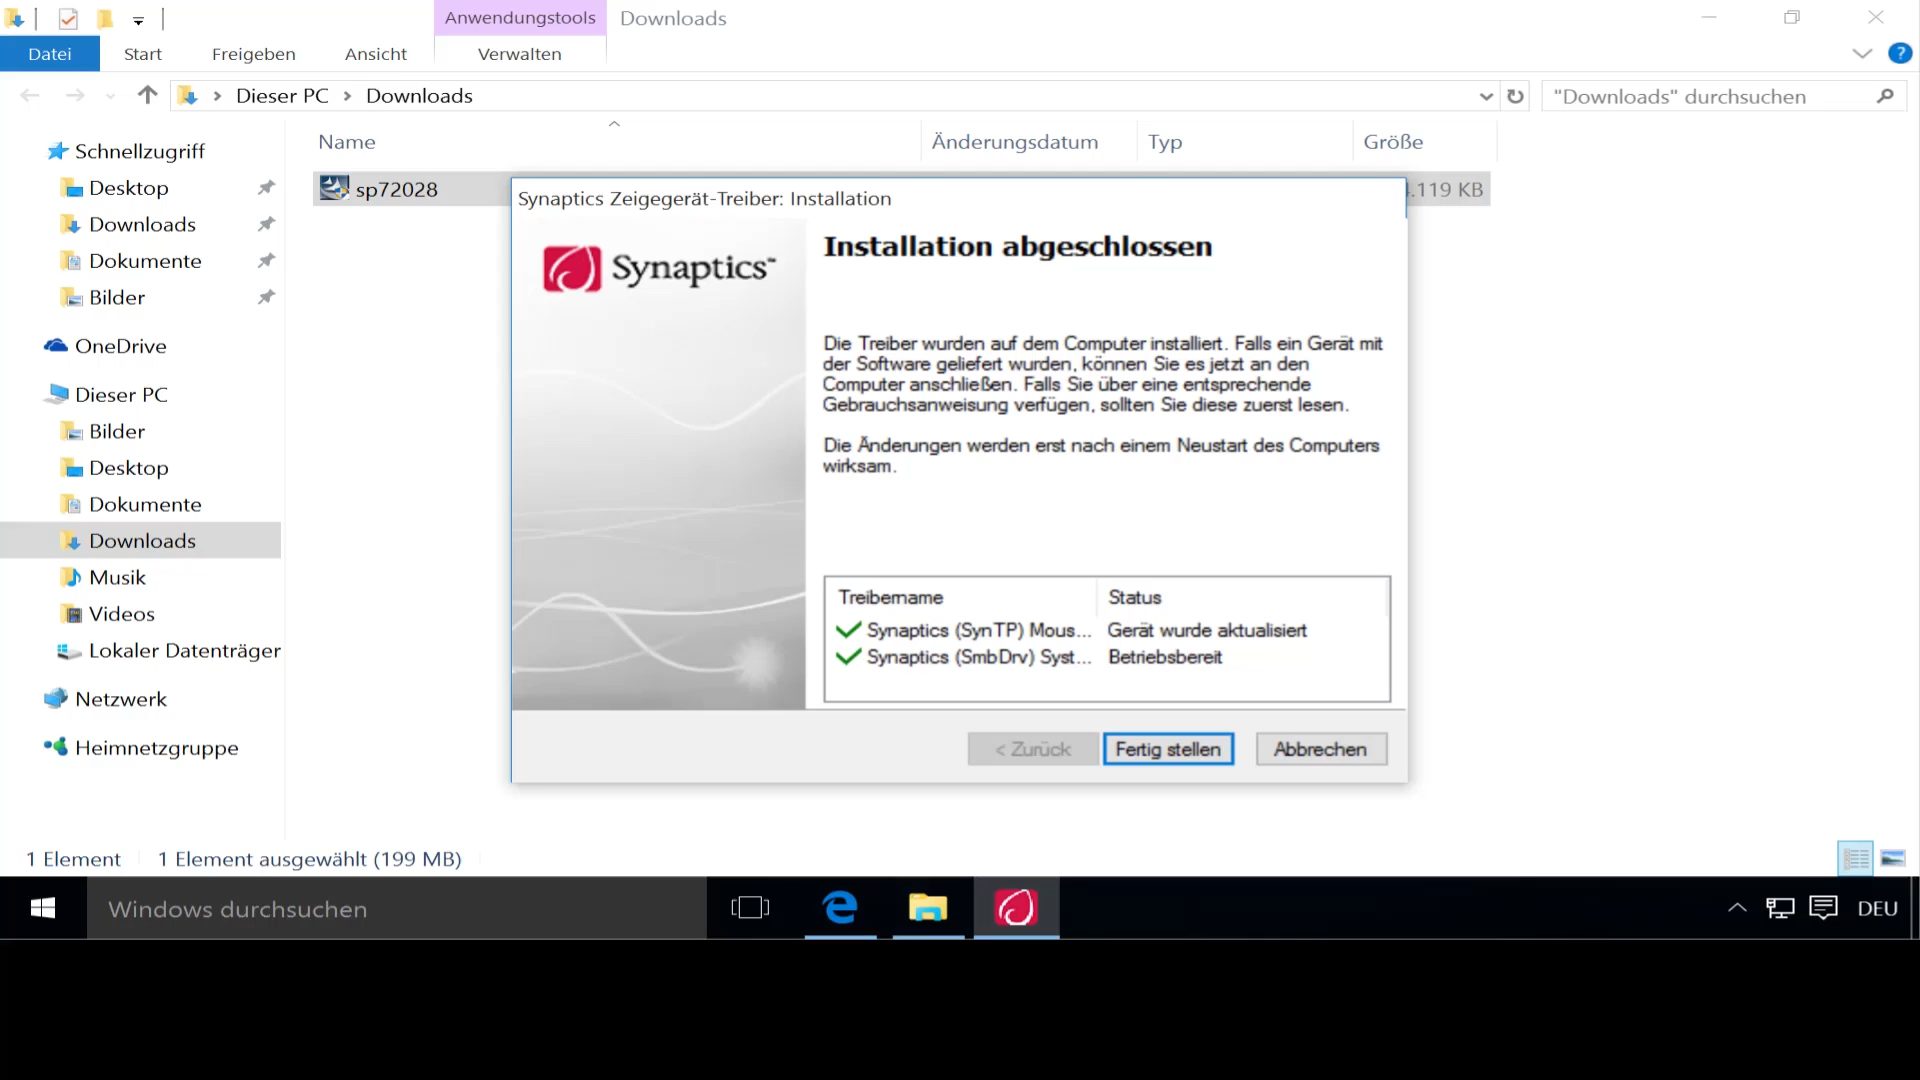 Anwendungstools
Downloads
Datei
Start
Freigeben
Ansicht
Verwalten
?
Dieser PC
Downloads
"Downloads" durchsuchen
Name
Änderungsdatum
Typ
Größe
sp72028
.119 KB
Schnellzugriff
Desktop
Downloads
Dokumente
Bilder
OneDrive
Dieser PC
Bilder
Desktop
Dokumente
Downloads
Musik
Videos
Lokaler Datenträger
Netzwerk
Heimnetzgruppe
Synaptics Zeigegerät-Treiber: Installation
Synaptics™
Installation abgeschlossen
Die Treiber wurden auf dem Computer installiert. Falls ein Gerät mit
der Software geliefert wurden, können Sie es jetzt an den
Computer anschließen. Falls Sie über eine entsprechende
Gebrauchsanweisung verfügen, sollten Sie diese zuerst lesen.
Die Änderungen werden erst nach einem Neustart des Computers
wirksam.
Treibername Status
Synaptics (SynTP) Mous... Gerät wurde aktualisiert
Synaptics (SmbDrv) Syst... Betriebsbereit
< Zurück
Fertig stellen
Abbrechen
1 Element
1 Element ausgewählt (199 MB)
Windows durchsuchen
DEU